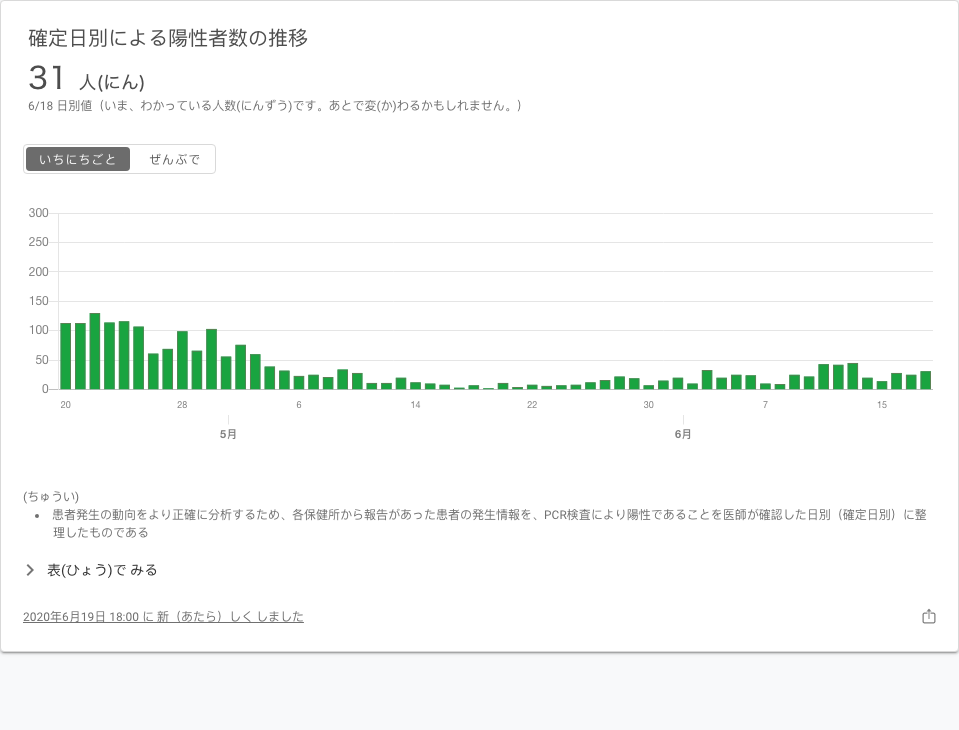 確定日別による陽性者数の推移
31 人(にん)
6/18 日別値（いま、わかっている人数(にんずう)です。あとで変(か)わるかもしれません。）
いちにちごと ぜんぶで
300
250
200
150
100
50
0
20 28 6 14 22 30 7 15
5月 6月
(ちゅうい)
• 患者発生の動向をより正確に分析するため、各保健所から報告があった患者の発生情報を、PCR検査により陽性であることを医師が確認した日別（確定日別）に整
理したものである
表(ひょう)で みる
2020年6月19日 18:00 に 新（あたら）しく しました